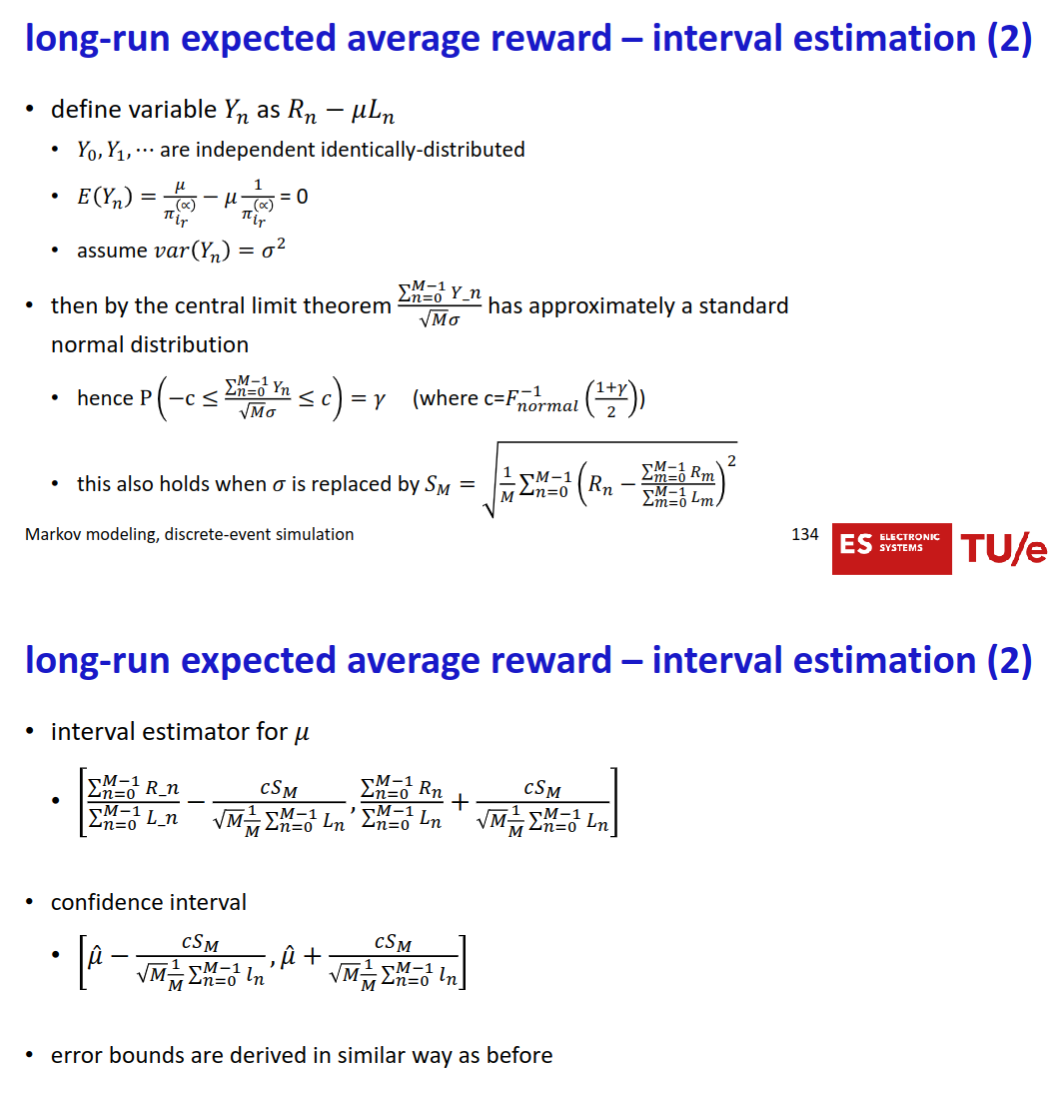 long-run expected average reward – interval estimation (2)
• define variable $Y_n$ as $R_n - \mu L_n$
• $Y_0, Y_1, \cdots$ are independent identically-distributed
• $E(Y_n) = \frac{\mu}{\pi_{i_r}^{(\propto)}} - \mu \frac{1}{\pi_{i_r}^{(\propto)}} = 0$
• assume $var(Y_n) = \sigma^2$
• then by the central limit theorem $\frac{\sum_{n=0}^{M-1} Y\_n}{\sqrt{M}\sigma}$ has approximately a standard
normal distribution
• hence $\mathrm{P}\left(-c \leq \frac{\sum_{n=0}^{M-1} Y_n}{\sqrt{M}\sigma} \leq c\right) = \gamma$ (where c=$F_{normal}^{-1}\left(\frac{1+\gamma}{2}\right)$)
• this also holds when $\sigma$ is replaced by $S_M = \sqrt{\frac{1}{M}\sum_{n=0}^{M-1}\left(R_n - \frac{\sum_{m=0}^{M-1} R_m}{\sum_{m=0}^{M-1} L_m}\right)^2}$
Markov modeling, discrete-event simulation
134
ES ELECTRONIC SYSTEMS
TU/e
long-run expected average reward – interval estimation (2)
• interval estimator for $\mu$
• $\left[\frac{\sum_{n=0}^{M-1} R\_n}{\sum_{n=0}^{M-1} L\_n} - \frac{cS_M}{\sqrt{M}\frac{1}{M}\sum_{n=0}^{M-1} L_n}, \frac{\sum_{n=0}^{M-1} R_n}{\sum_{n=0}^{M-1} L_n} + \frac{cS_M}{\sqrt{M}\frac{1}{M}\sum_{n=0}^{M-1} L_n}\right]$
• confidence interval
• $\left[\hat{\mu} - \frac{cS_M}{\sqrt{M}\frac{1}{M}\sum_{n=0}^{M-1} l_n}, \hat{\mu} + \frac{cS_M}{\sqrt{M}\frac{1}{M}\sum_{n=0}^{M-1} l_n}\right]$
• error bounds are derived in similar way as before